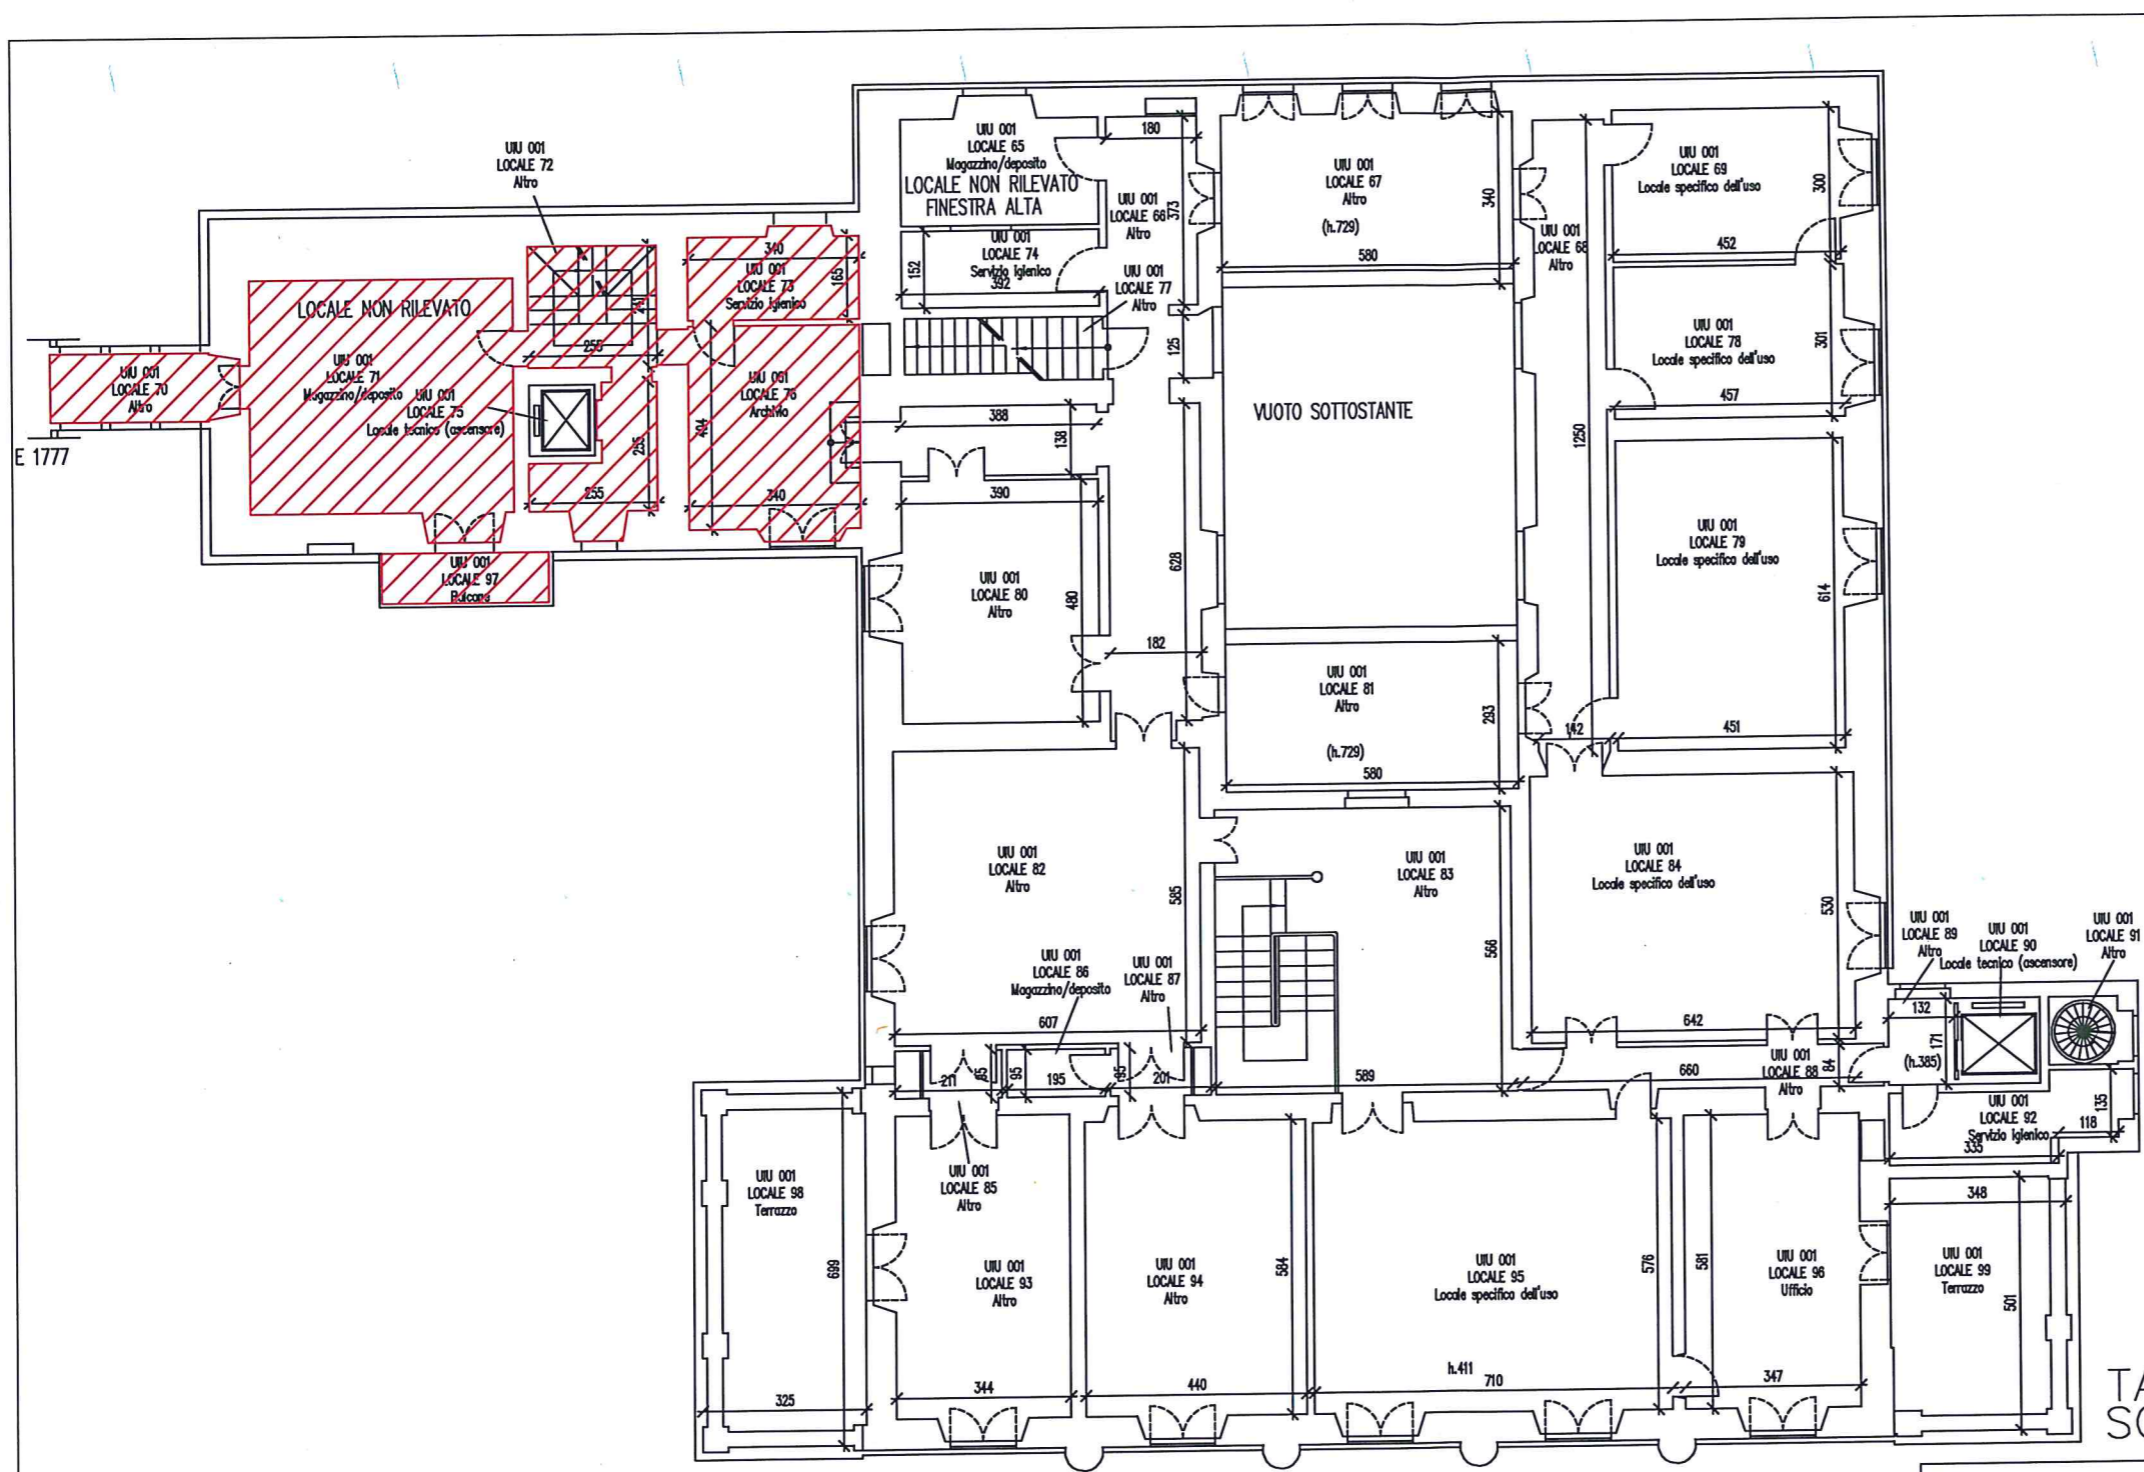 UIU 001
LOCALE 72
Altro
UIU 001
LOCALE 65
Magazzino/deposito
LOCALE NON RILEVATO
FINESTRA ALTA
180
373
UIU 001
LOCALE 66
Altro
UIU 001
LOCALE 67
Altro
(h.729)
340
580
UIU 001
LOCALE 68
Altro
1250
UIU 001
LOCALE 69
Locale specifico dell'uso
300
452
340
UIU 001
LOCALE 73
Servizio igienico
165
152
UIU 001
LOCALE 74
Servizio igienico
392
UIU 001
LOCALE 77
Altro
125
LOCALE NON RILEVATO
UIU 001
LOCALE 70
Altro
E 1777
UIU 001
LOCALE 71
Magazzino/deposito
UIU 001
LOCALE 75
Locale tecnico (ascensore)
255
255
255
UIU 001
LOCALE 76
Archivio
404
340
388
138
390
VUOTO SOTTOSTANTE
UIU 001
LOCALE 78
Locale specifico dell'uso
301
457
UIU 001
LOCALE 79
Locale specifico dell'uso
614
451
142
UIU 001
LOCALE 97
Balcone
UIU 001
LOCALE 80
Altro
480
628
182
UIU 001
LOCALE 81
Altro
(h.729)
293
580
UIU 001
LOCALE 82
Altro
585
607
UIU 001
LOCALE 83
Altro
566
589
UIU 001
LOCALE 84
Locale specifico dell'uso
530
642
UIU 001
LOCALE 86
Magazzino/deposito
UIU 001
LOCALE 87
Altro
211
95
95
195
95
201
660
UIU 001
LOCALE 88
Altro
84
UIU 001
LOCALE 89
Altro
UIU 001
LOCALE 90
Locale tecnico (ascensore)
UIU 001
LOCALE 91
Altro
132
171
(h.385)
UIU 001
LOCALE 92
Servizio igienico
135
118
335
UIU 001
LOCALE 98
Terrazzo
699
325
UIU 001
LOCALE 85
Altro
UIU 001
LOCALE 93
Altro
344
UIU 001
LOCALE 94
Altro
584
440
UIU 001
LOCALE 95
Locale specifico dell'uso
h.411
710
576
581
UIU 001
LOCALE 96
Ufficio
347
348
UIU 001
LOCALE 99
Terrazzo
501
TA
SC